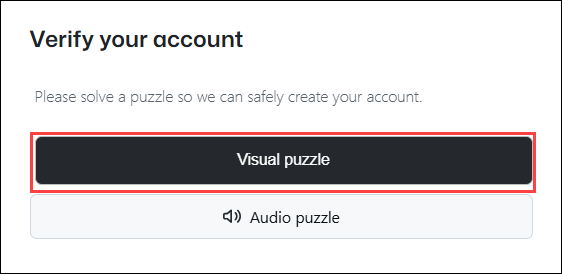 Verify your account
Please solve a puzzle so we can safely create your account.
Visual puzzle
Audio puzzle